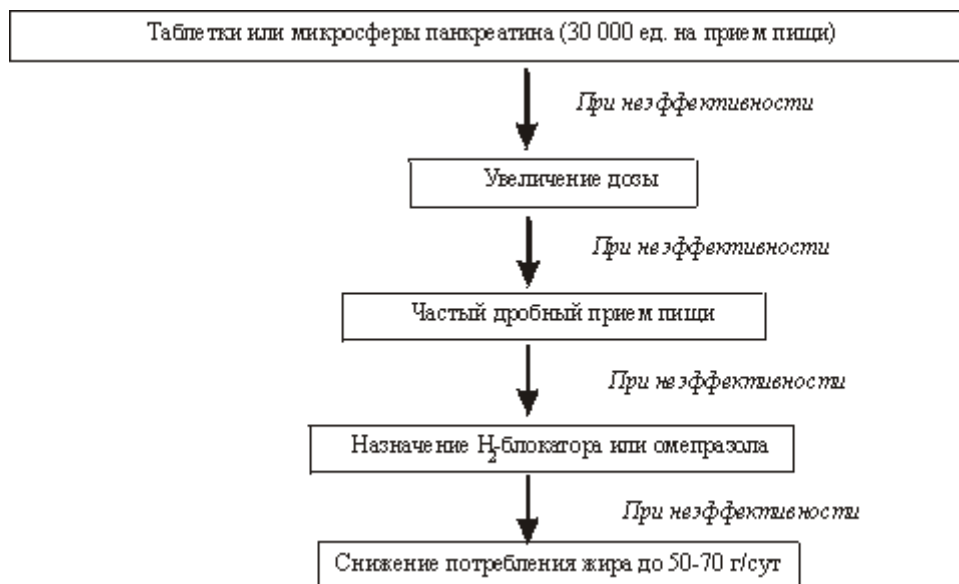 Таблетки или микросферы панкреатина (30 000 ед. на прием пищи)
При неэффективности
Увеличение дозы
При неэффективности
Частый дробный прием пищи
При неэффективности
Назначение H₂-блокатора или омепразола
При неэффективности
Снижение потребления жира до 50-70 г/сут